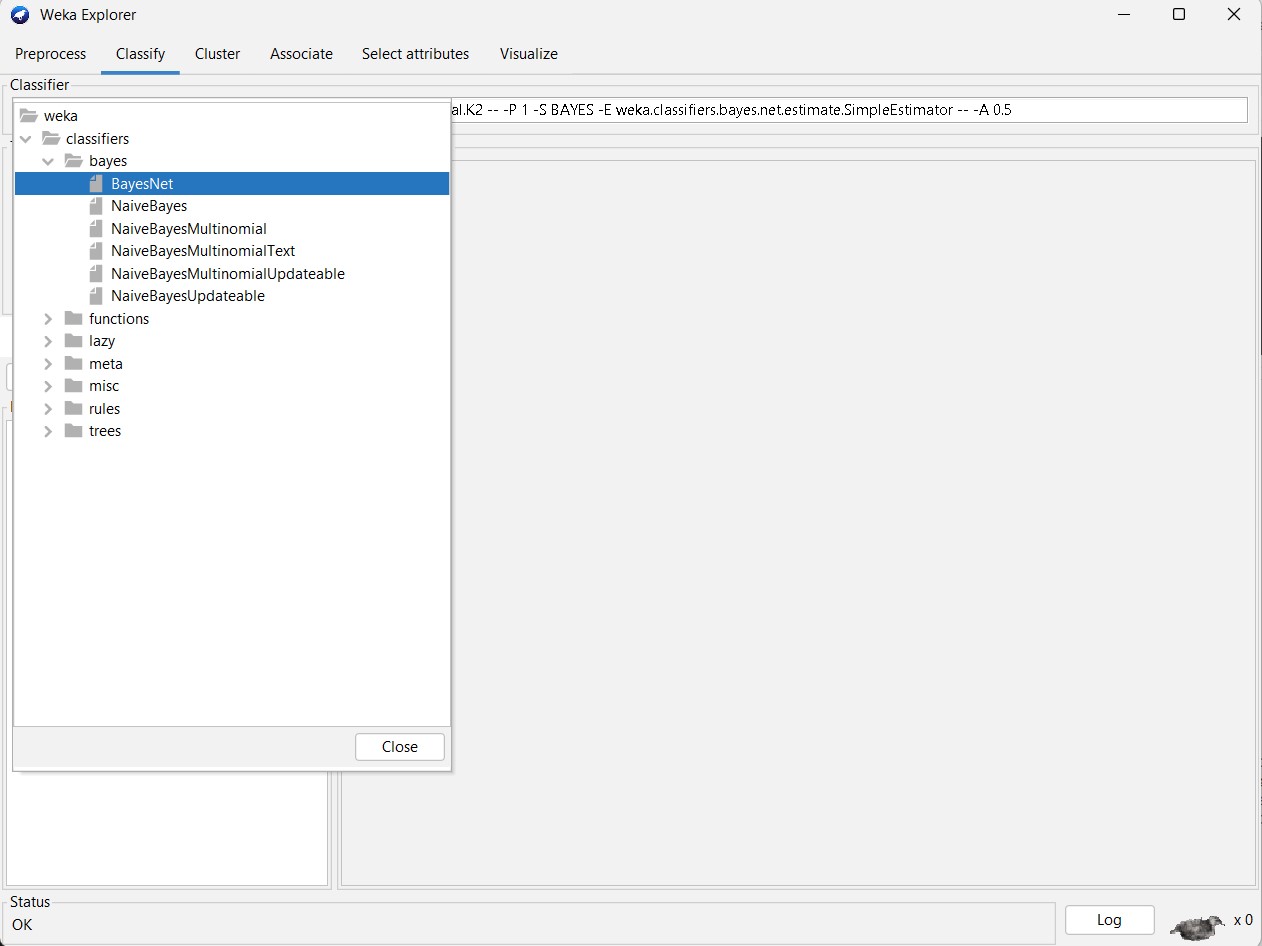 Weka Explorer
Preprocess Classify Cluster Associate Select attributes Visualize
Classifier
al.K2 -- -P 1 -S BAYES -E weka.classifiers.bayes.net.estimate.SimpleEstimator -- -A 0.5
weka
classifiers
bayes
BayesNet
NaiveBayes
NaiveBayesMultinomial
NaiveBayesMultinomialText
NaiveBayesMultinomialUpdateable
NaiveBayesUpdateable
functions
lazy
meta
misc
rules
trees
Close
Status
OK
Log
x 0